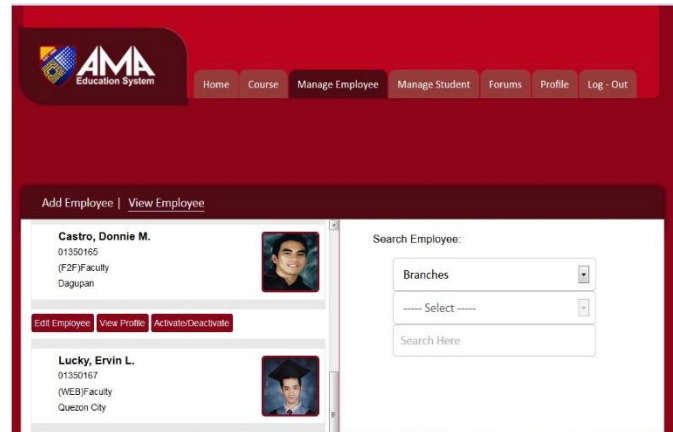 AMA
Education System
Home Course Manage Employee Manage Student Forums Profile Log - Out
Add Employee | View Employee
Castro, Donnie M.
01350165
(F2F)Faculty
Dagupan
Edit Employee View Profile Activate/Deactivate
Lucky, Ervin L.
01350167
(WEB)Faculty
Quezon City
Search Employee:
Branches
----- Select -----
Search Here